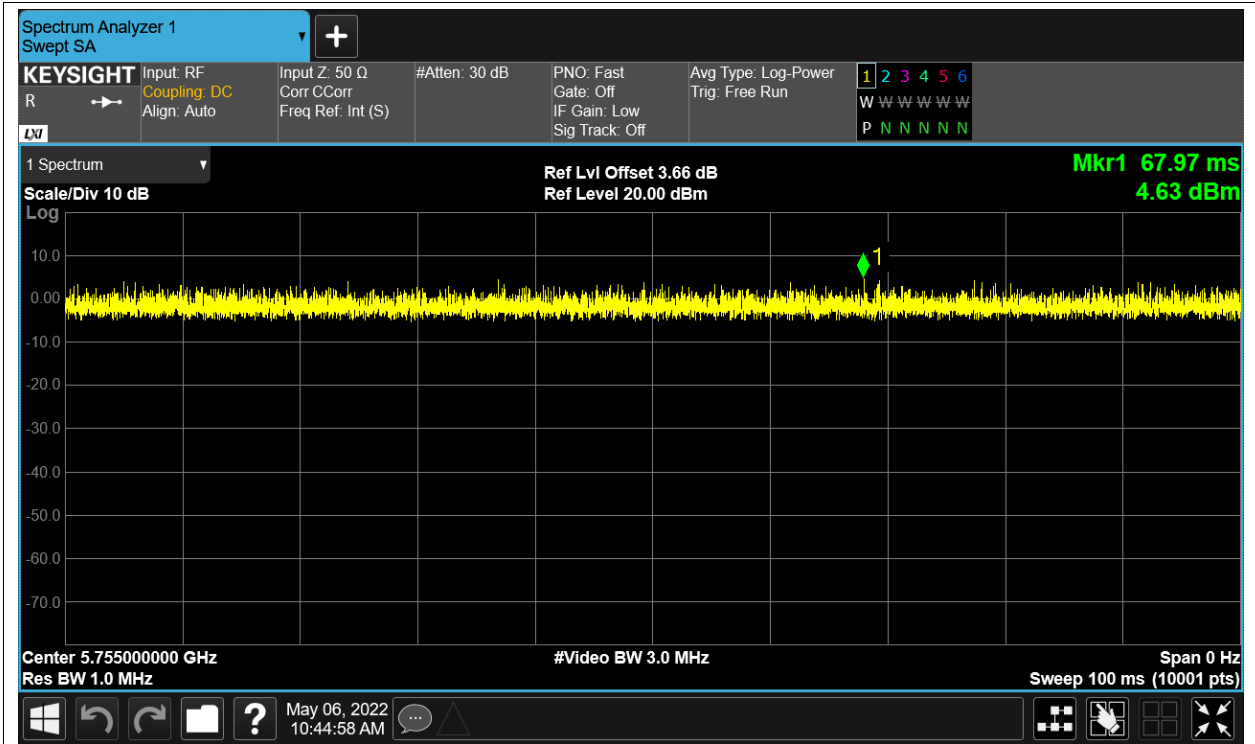 Spectrum Analyzer 1
Swept SA
KEYSIGHT
R
LXI
Input: RF
Coupling: DC
Align: Auto
Input Z: 50 Ω
Corr CCorr
Freq Ref: Int (S)
#Atten: 30 dB
PNO: Fast
Gate: Off
IF Gain: Low
Sig Track: Off
Avg Type: Log-Power
Trig: Free Run
1 2 3 4 5 6
W W W W W W
P N N N N N
1 Spectrum
Scale/Div 10 dB
Ref Lvl Offset 3.66 dB
Ref Level 20.00 dBm
Mkr1 67.97 ms
4.63 dBm
Log
10.0
0.00
-10.0
-20.0
-30.0
-40.0
-50.0
-60.0
-70.0
1
Center 5.755000000 GHz
Res BW 1.0 MHz
#Video BW 3.0 MHz
Span 0 Hz
Sweep 100 ms (10001 pts)
?
May 06, 2022
10:44:58 AM